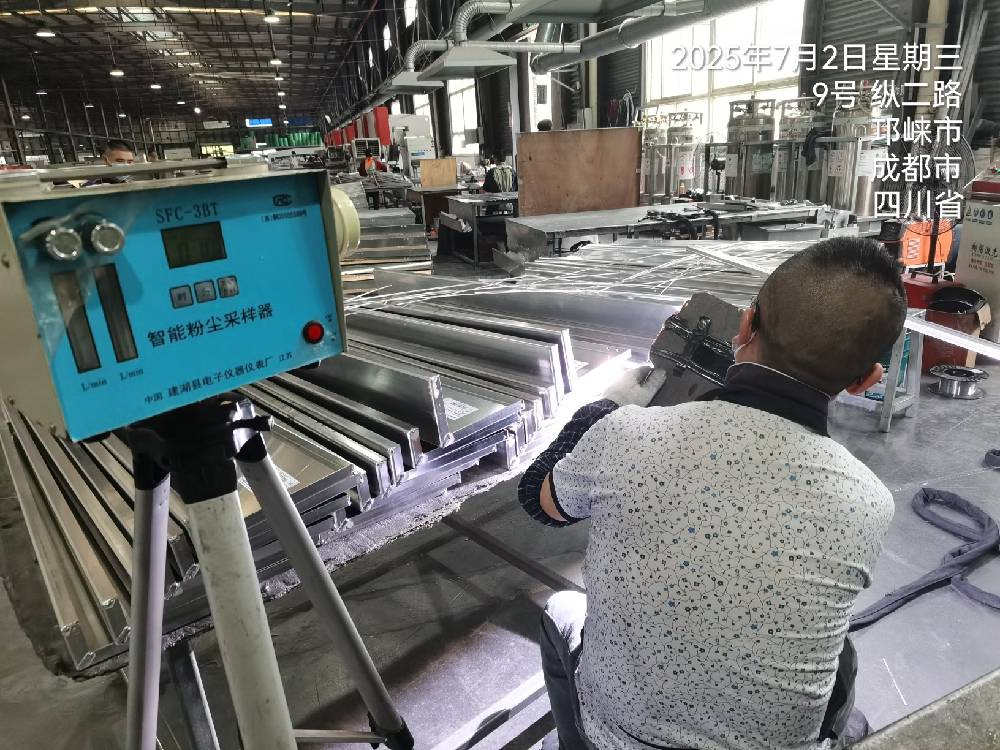 2025年7月2日星期三
9号 纵二路
邛崃市
成都市
四川省
SFC-3BT
智能粉尘采样器
L/min L/min
中国 建湖县电子仪器仪表厂 江苏